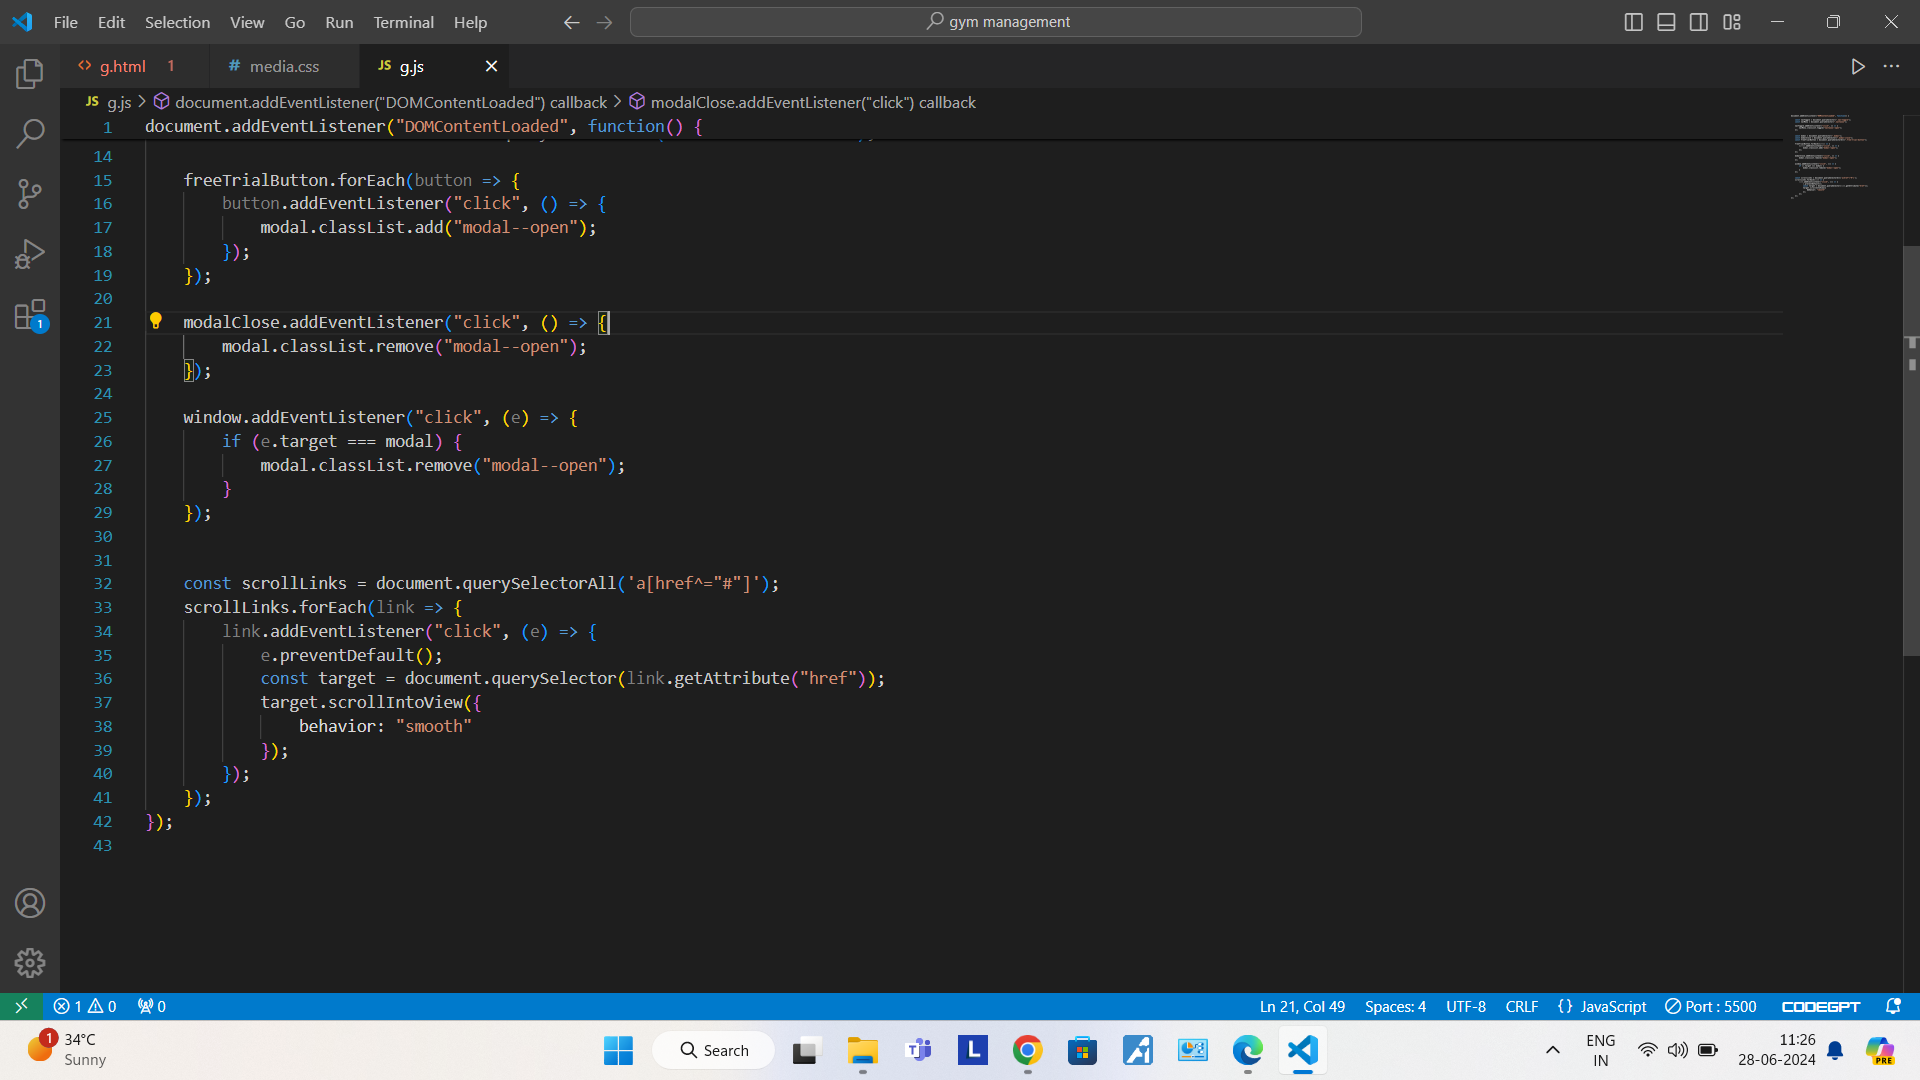 File Edit Selection View Go Run Terminal Help
gym management
g.html 1
# media.css
JS g.js
JS g.js > document.addEventListener("DOMContentLoaded") callback > modalClose.addEventListener("click") callback
1 document.addEventListener("DOMContentLoaded", function() {
14
15 freeTrialButton.forEach(button => {
16 button.addEventListener("click", () => {
17 modal.classList.add("modal--open");
18 });
19 });
20
21 modalClose.addEventListener("click", () => {
22 modal.classList.remove("modal--open");
23 });
24
25 window.addEventListener("click", (e) => {
26 if (e.target === modal) {
27 modal.classList.remove("modal--open");
28 }
29 });
30
31
32 const scrollLinks = document.querySelectorAll('a[href^="#"]');
33 scrollLinks.forEach(link => {
34 link.addEventListener("click", (e) => {
35 e.preventDefault();
36 const target = document.querySelector(link.getAttribute("href"));
37 target.scrollIntoView({
38 behavior: "smooth"
39 });
40 });
41 });
42 });
43
1
1 0 0
Ln 21, Col 49 Spaces: 4 UTF-8 CRLF {} JavaScript Port : 5500 CODEGPT
1
34°C
Sunny
Search
T
L
ENG
IN
11:26
28-06-2024
PRE